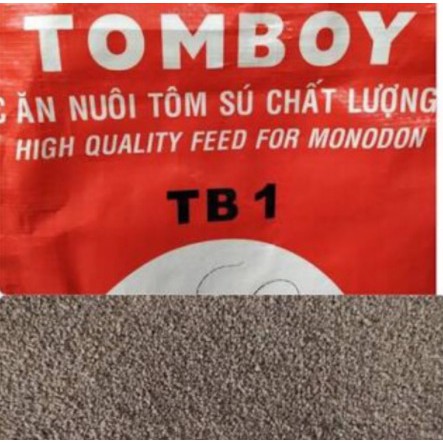 TOMBOY
ĂN NUÔI TÔM SÚ CHẤT LƯỢNG
HIGH QUALITY FEED FOR MONODON
TB 1